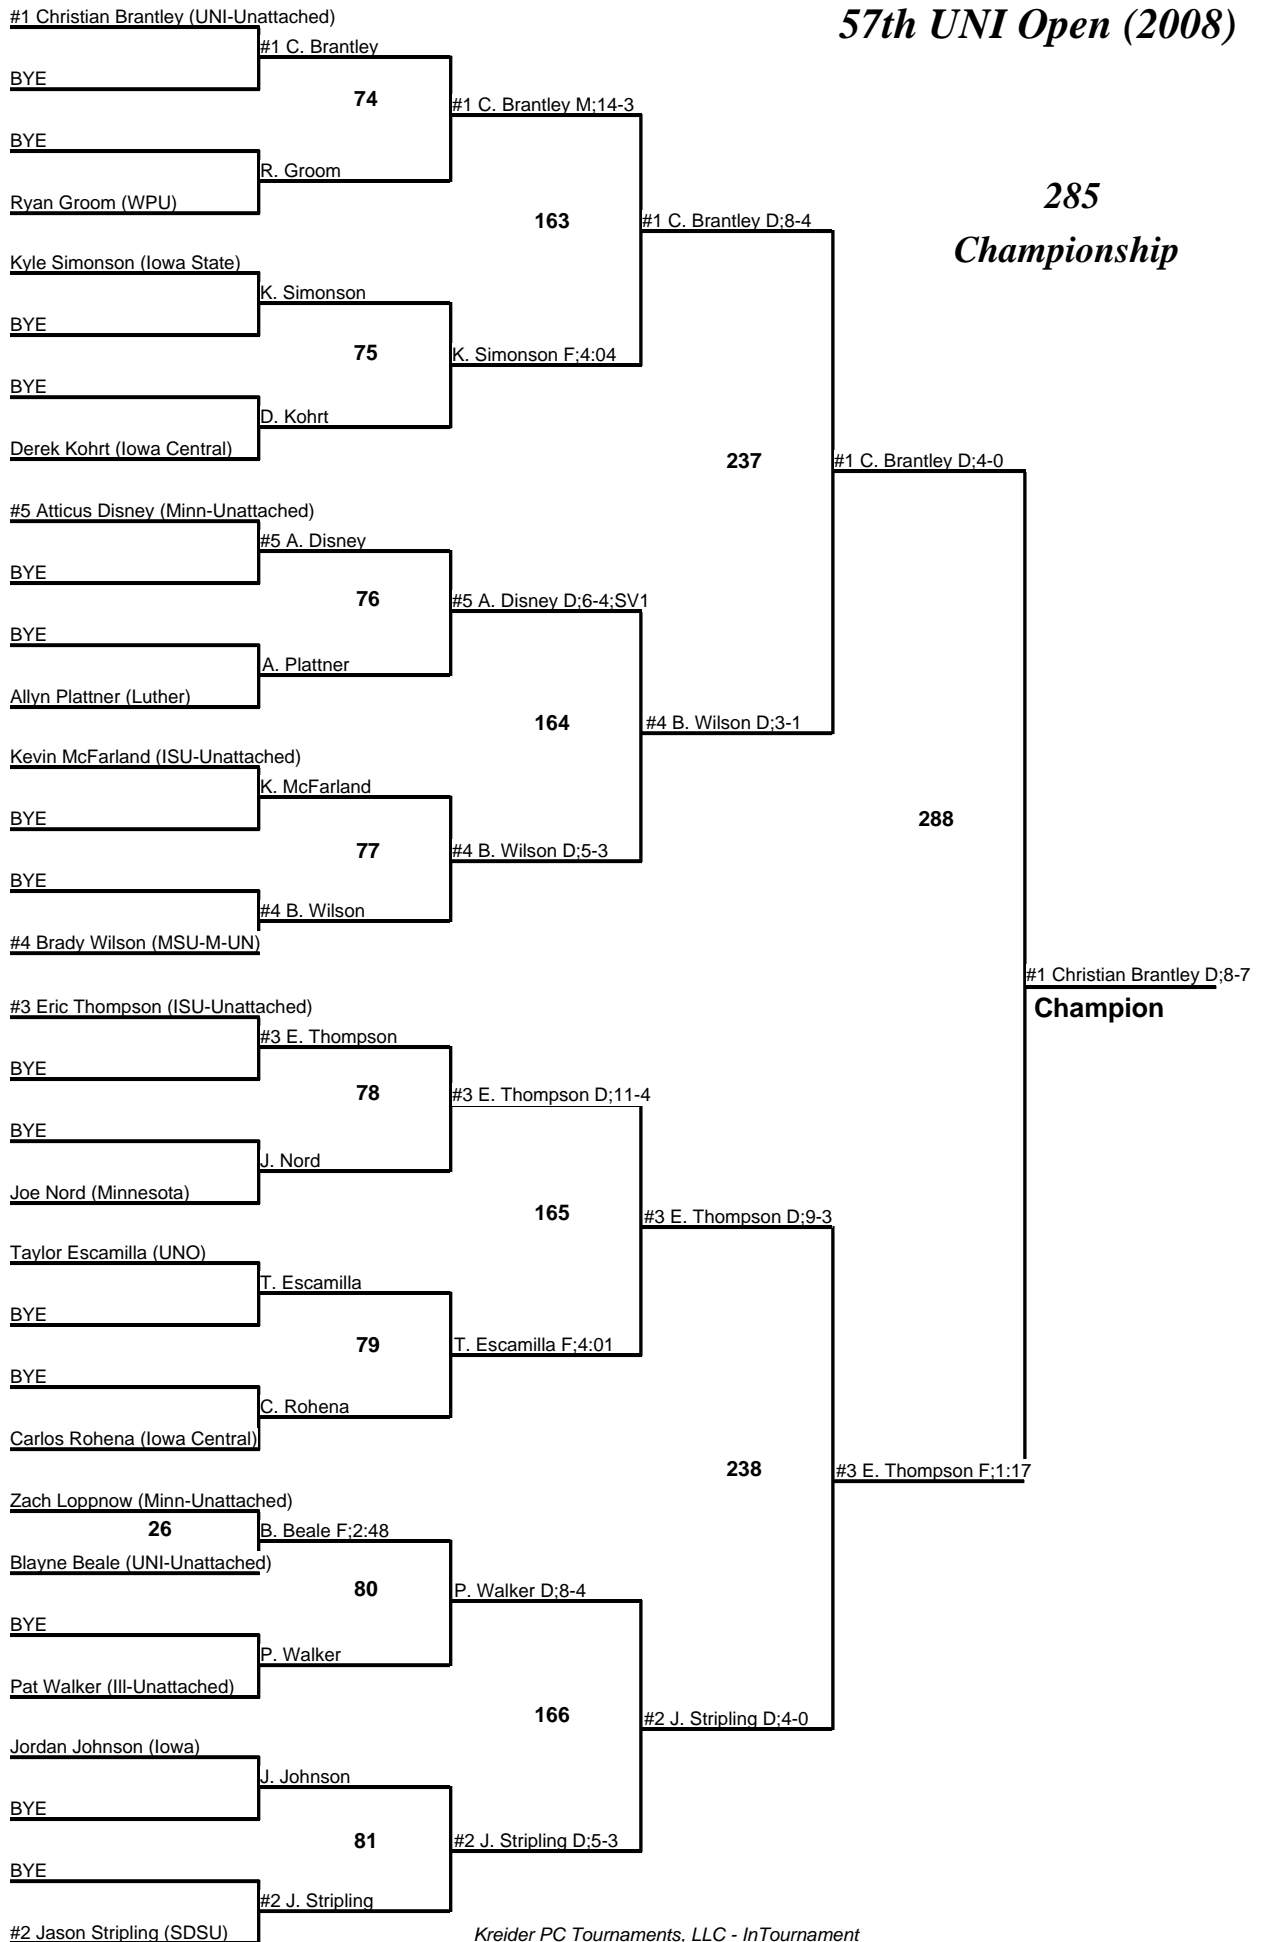 57th UNI Open (2008)
285
Championship
#1 Christian Brantley (UNI-Unattached)
BYE
BYE
Ryan Groom (WPU)
Kyle Simonson (Iowa State)
BYE
BYE
Derek Kohrt (Iowa Central)
#5 Atticus Disney (Minn-Unattached)
BYE
BYE
Allyn Plattner (Luther)
Kevin McFarland (ISU-Unattached)
BYE
BYE
#4 Brady Wilson (MSU-M-UN)
#3 Eric Thompson (ISU-Unattached)
BYE
BYE
Joe Nord (Minnesota)
Taylor Escamilla (UNO)
BYE
BYE
Carlos Rohena (Iowa Central)
Zach Loppnow (Minn-Unattached)
26
Blayne Beale (UNI-Unattached)
BYE
Pat Walker (Ill-Unattached)
Jordan Johnson (Iowa)
BYE
BYE
#2 Jason Stripling (SDSU)
#1 C. Brantley
74
R. Groom
K. Simonson
75
D. Kohrt
#5 A. Disney
76
A. Plattner
K. McFarland
77
#4 B. Wilson
#3 E. Thompson
78
J. Nord
T. Escamilla
79
C. Rohena
B. Beale F;2:48
80
P. Walker
J. Johnson
81
#2 J. Stripling
#1 C. Brantley M;14-3
163
K. Simonson F;4:04
#5 A. Disney D;6-4;SV1
164
#4 B. Wilson D;5-3
#3 E. Thompson D;11-4
165
T. Escamilla F;4:01
P. Walker D;8-4
166
#2 J. Stripling D;5-3
#1 C. Brantley D;8-4
237
#4 B. Wilson D;3-1
#3 E. Thompson D;9-3
238
#2 J. Stripling D;4-0
#1 C. Brantley D;4-0
288
#3 E. Thompson F;1:17
#1 Christian Brantley D;8-7
Champion
Kreider PC Tournaments, LLC - InTournament